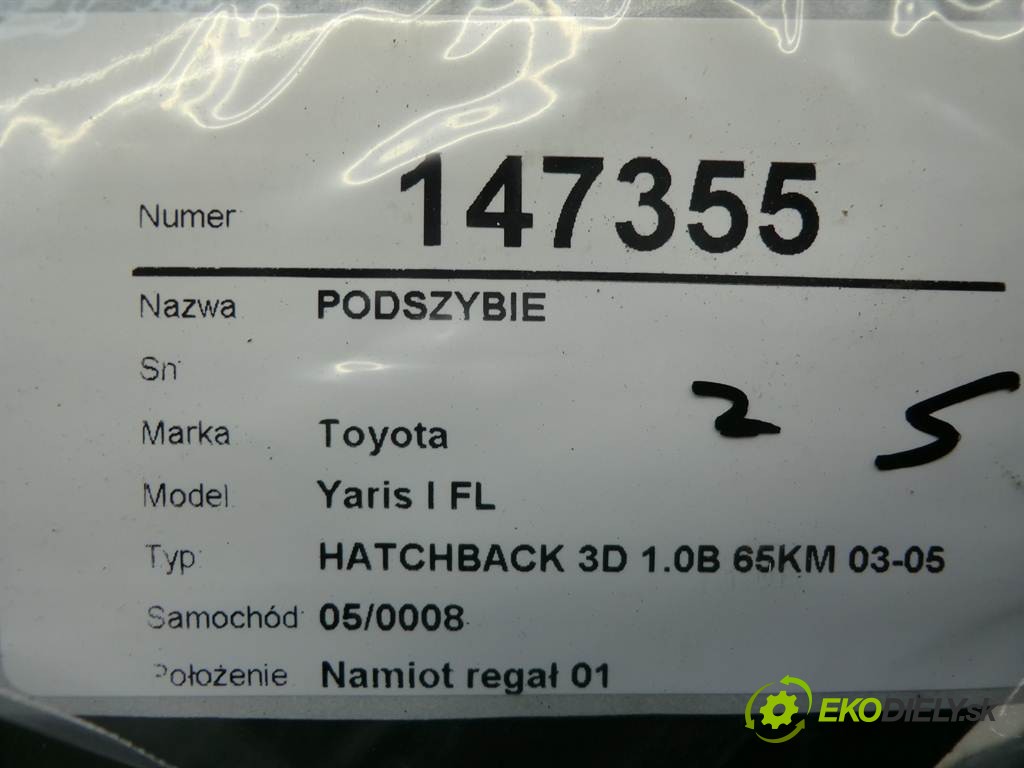 Numer 147355
Nazwa PODSZYBIE
Sn
Marka Toyota
2 5
Model Yaris I FL
Typ HATCHBACK 3D 1.0B 65KM 03-05
Samochód 05/0008
Położenie Namiot regał 01
EKODIELY.sk